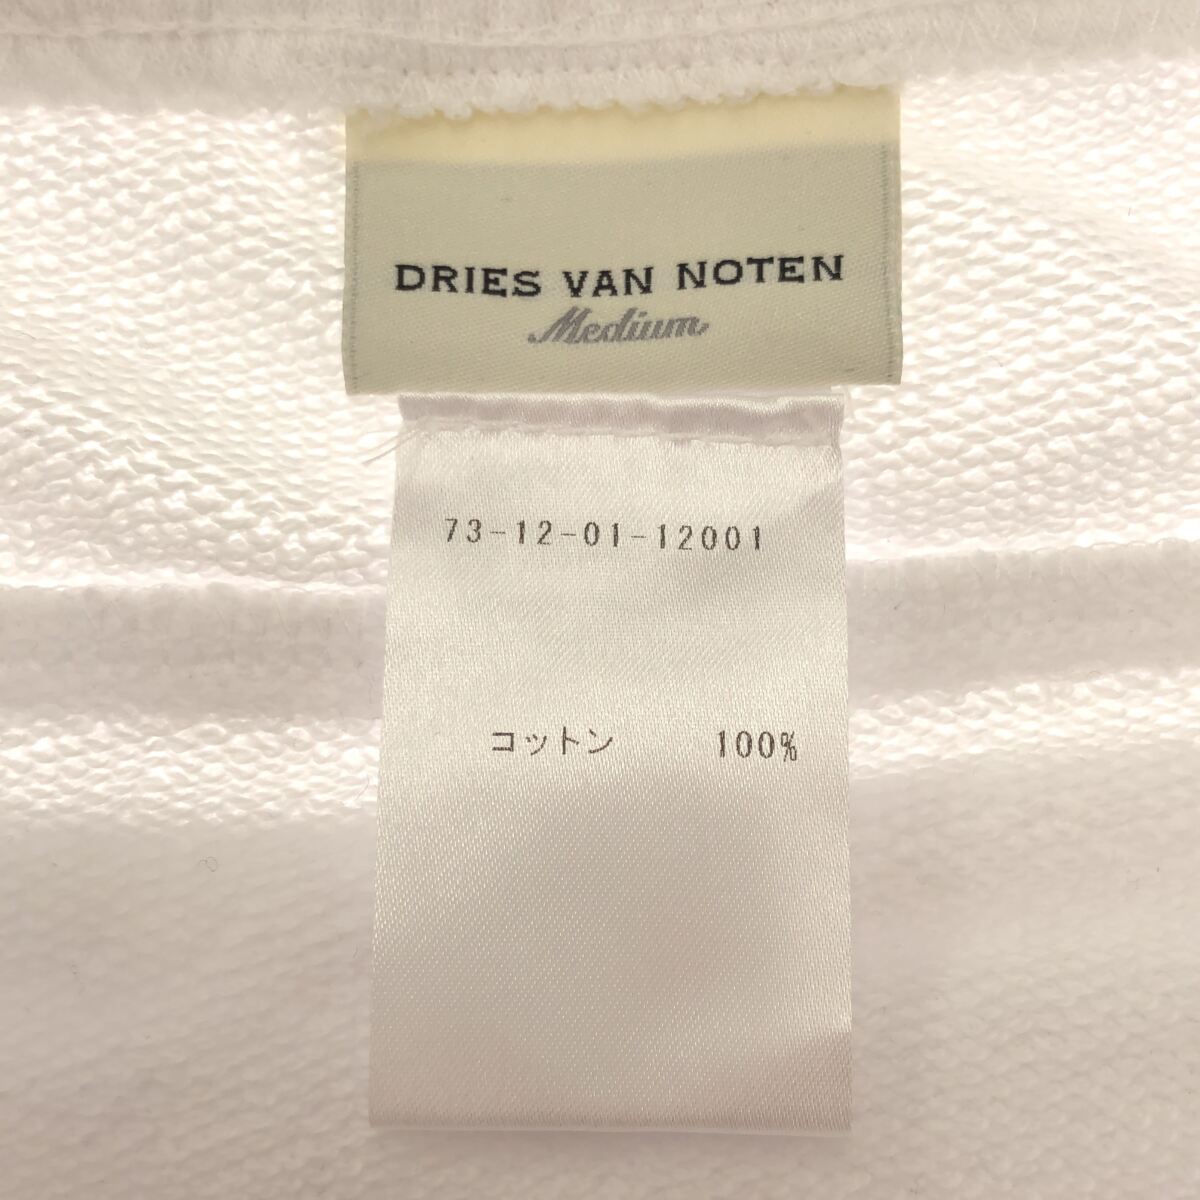 DRIES VAN NOTEN
Medium
73-12-01-12001
コットン 100%